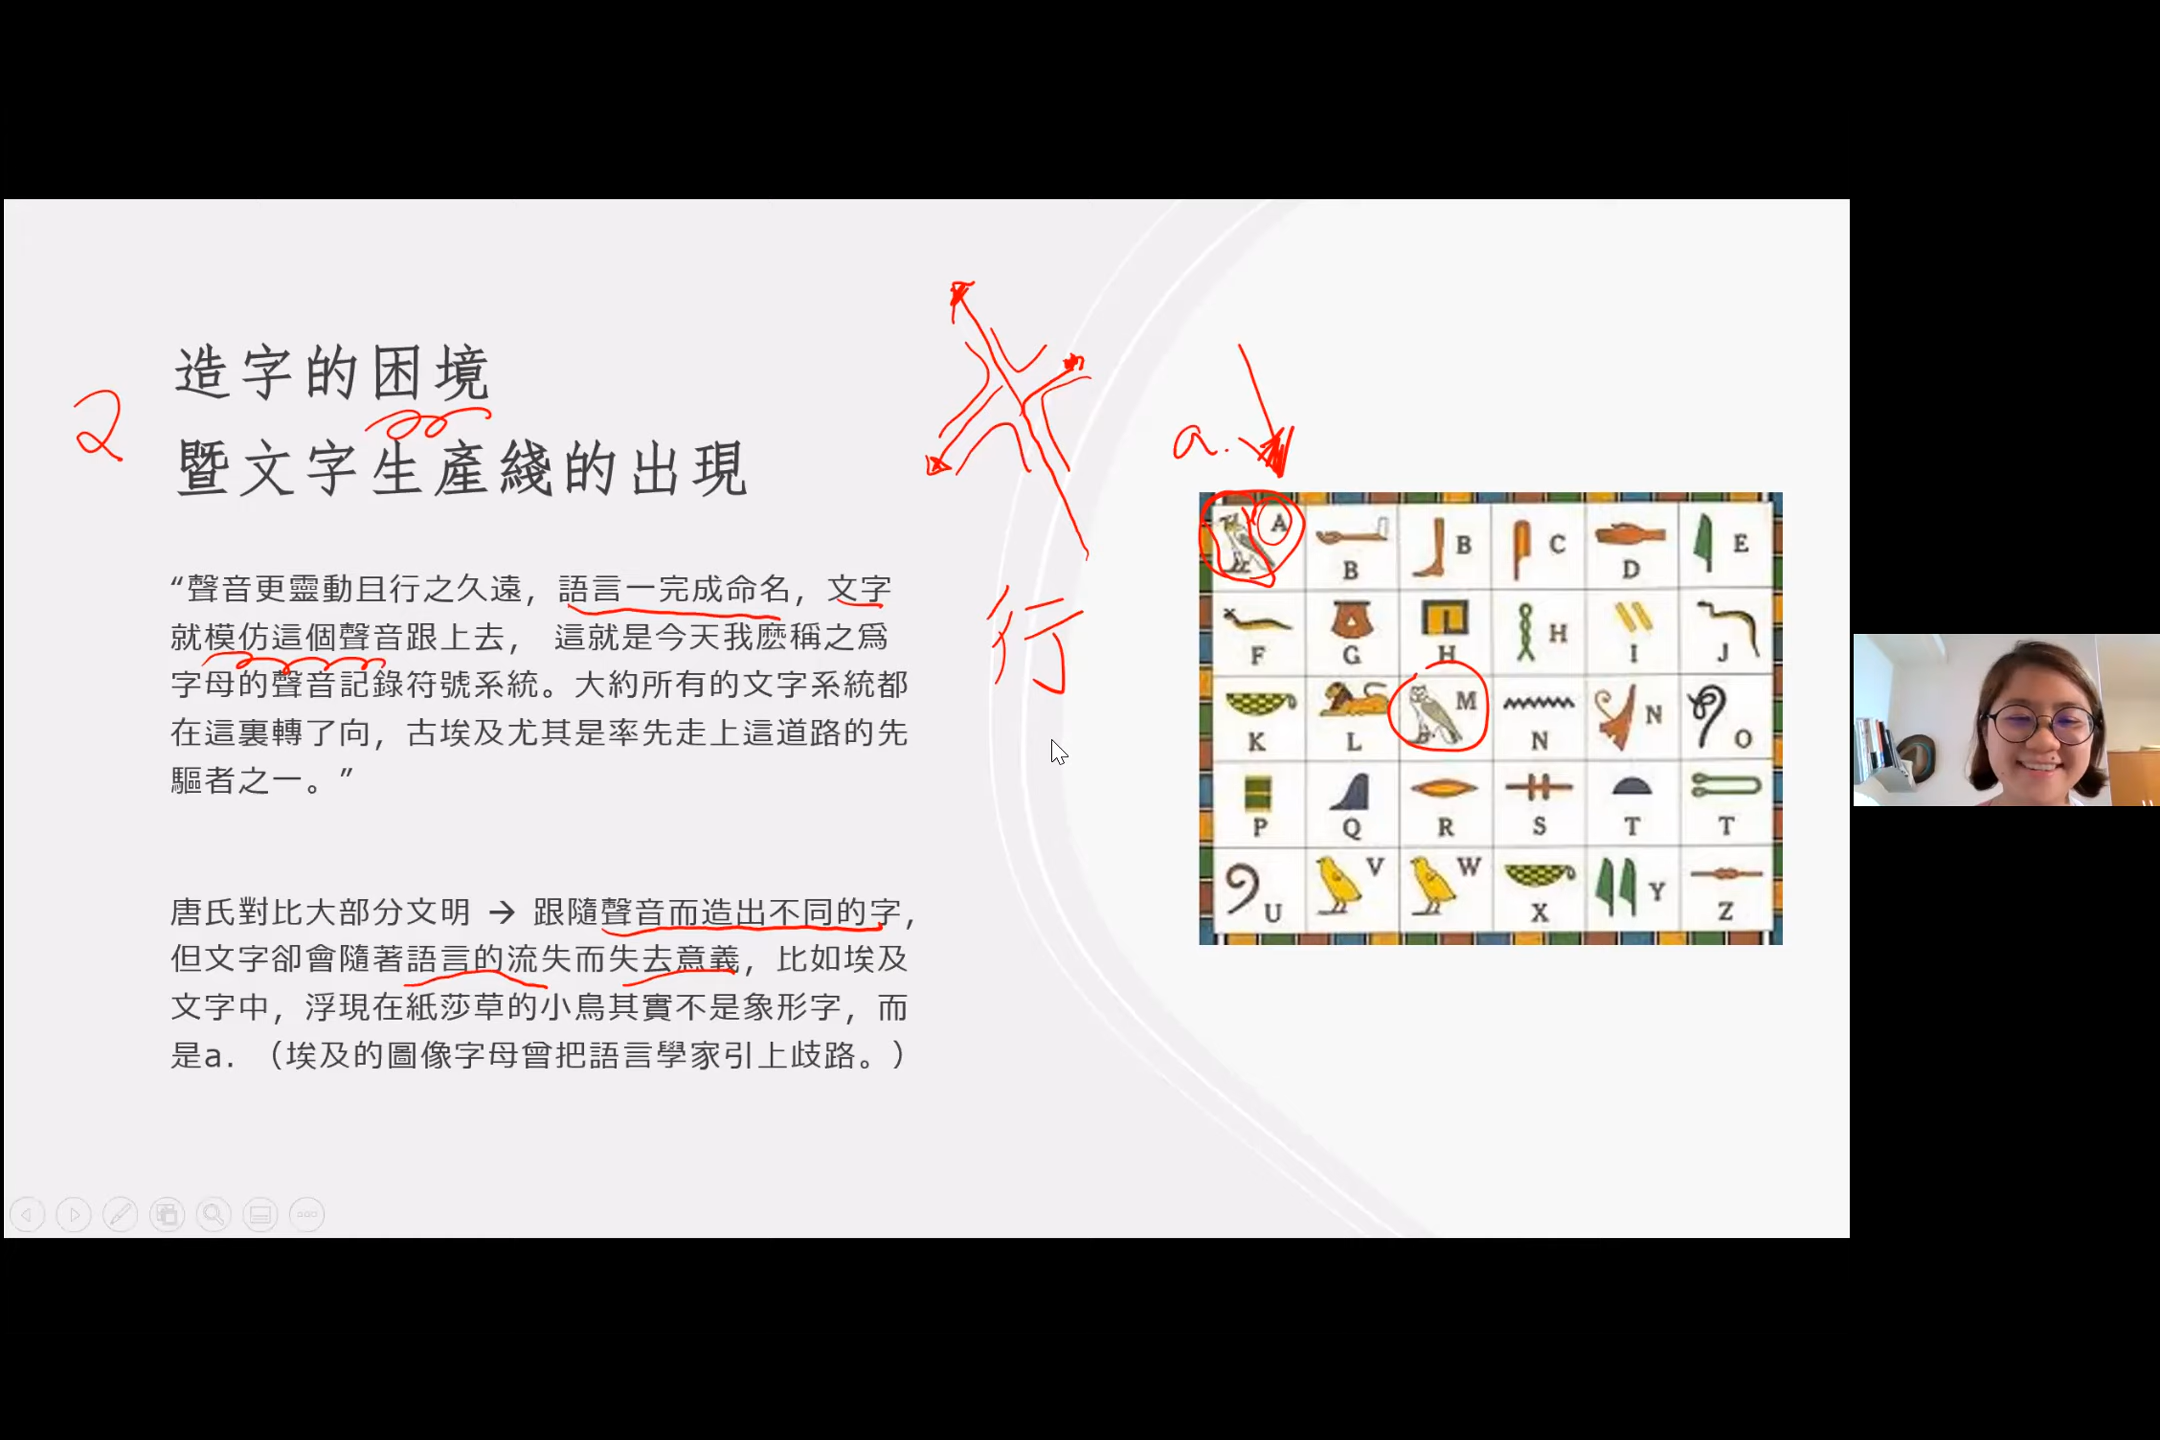 造字的困境
2
暨文字生產綫的出現
“聲音更靈動且行之久遠，語言一完成命名，文字
就模仿這個聲音跟上去， 這就是今天我麽稱之爲
字母的聲音記錄符號系統。大約所有的文字系統都
在這裏轉了向，古埃及尤其是率先走上這道路的先
驅者之一。”
唐氏對比大部分文明 → 跟隨聲音而造出不同的字，
但文字卻會隨著語言的流失而失去意義，比如埃及
文字中，浮現在紙莎草的小鳥其實不是象形字，而
是a. （埃及的圖像字母曾把語言學家引上歧路。）
行
a.
A B B C D E
F G H H I J
K L M N N O
P Q R S T T
U V W X Y Z